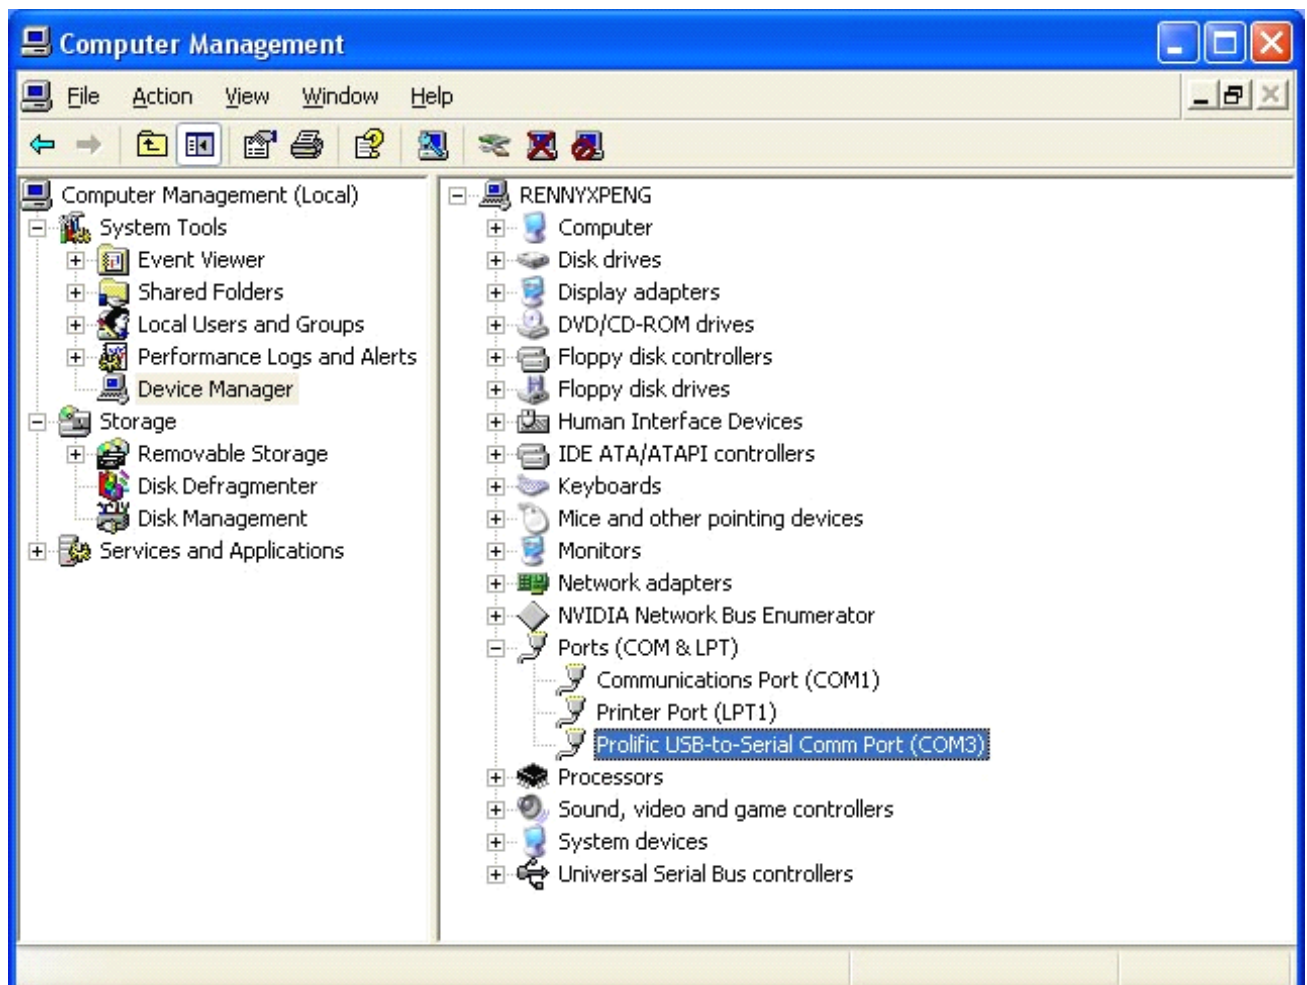 Computer Management
File Action View Window Help
Computer Management (Local)
System Tools
Event Viewer
Shared Folders
Local Users and Groups
Performance Logs and Alerts
Device Manager
Storage
Removable Storage
Disk Defragmenter
Disk Management
Services and Applications
RENNYXPENG
Computer
Disk drives
Display adapters
DVD/CD-ROM drives
Floppy disk controllers
Floppy disk drives
Human Interface Devices
IDE ATA/ATAPI controllers
Keyboards
Mice and other pointing devices
Monitors
Network adapters
NVIDIA Network Bus Enumerator
Ports (COM & LPT)
Communications Port (COM1)
Printer Port (LPT1)
Prolific USB-to-Serial Comm Port (COM3)
Processors
Sound, video and game controllers
System devices
Universal Serial Bus controllers